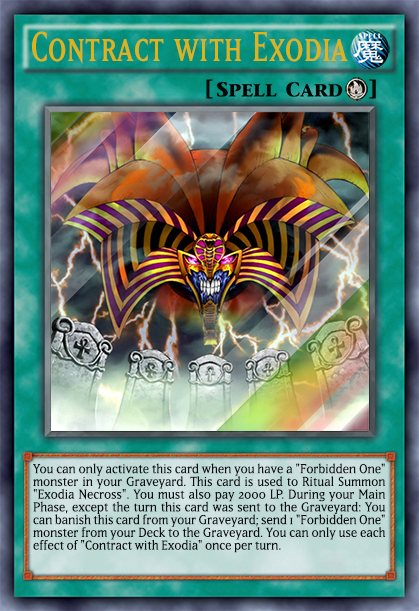 CONTRACT WITH EXODIA
SPELL
魔
[SPELL CARD]
You can only activate this card when you have a "Forbidden One"
monster in your Graveyard. This card is used to Ritual Summon
"Exodia Necross". You must also pay 2000 LP. During your Main
Phase, except the turn this card was sent to the Graveyard: You
can banish this card from your Graveyard; send 1 "Forbidden One"
monster from your Deck to the Graveyard. You can only use each
effect of "Contract with Exodia" once per turn.